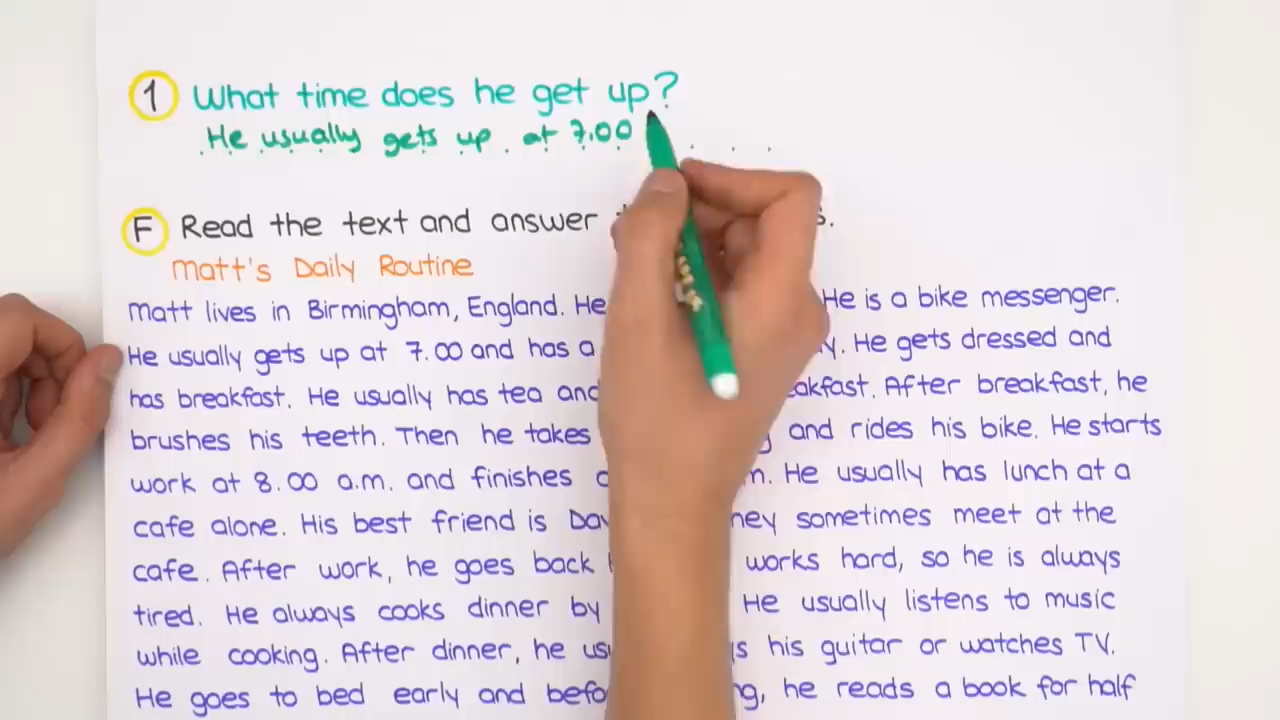 1 What time does he get up?
He usually gets up at 7.00
F Read the text and answer
Matt's Daily Routine
Matt lives in Birmingham, England. He He is a bike messenger.
He usually gets up at 7.00 and has a He gets dressed and
has breakfast. He usually has tea and After breakfast, he
brushes his teeth. Then he takes and rides his bike. He starts
work at 8.00 a.m. and finishes He usually has lunch at a
cafe alone. His best friend is sometimes meet at the
cafe. After work, he goes back works hard, so he is always
tired. He always cooks dinner by He usually listens to music
while cooking. After dinner, he his guitar or watches TV.
He goes to bed early and he reads a book for half